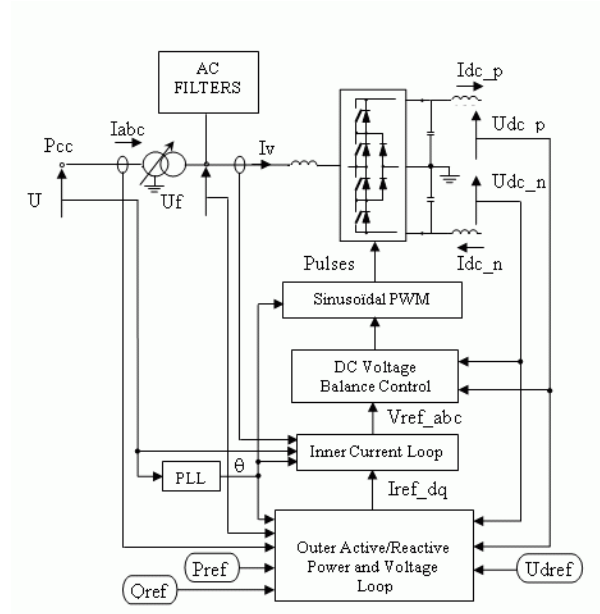 AC
FILTERS
Idc_p
Iabc
Pcc
Iv
Udc_p
U
Uf
Udc_n
Idc_n
Pulses
Sinusoïdal PWM
DC Voltage
Balance Control
Vref_abc
Inner Current Loop
PLL
θ
Iref_dq
Outer Active/Reactive
Power and Voltage
Loop
Pref
Udref
Qref